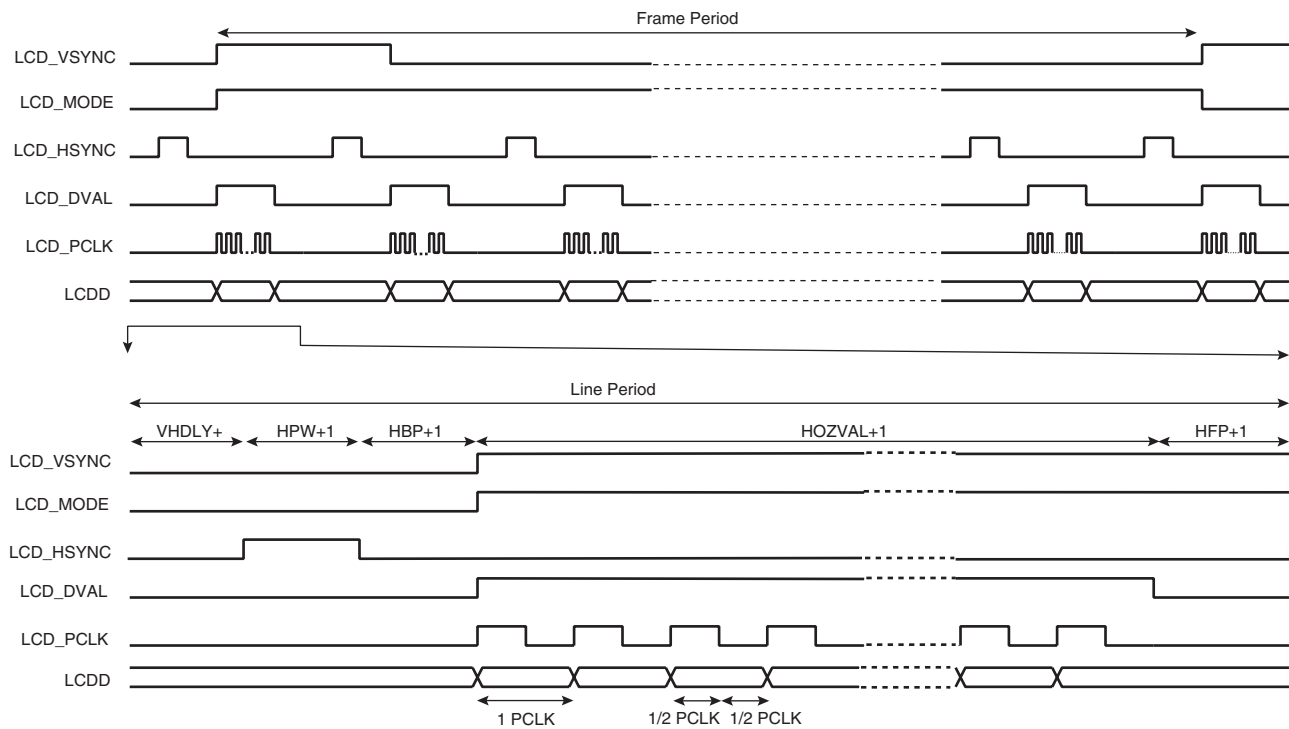 Frame Period
LCD_VSYNC
LCD_MODE
LCD_HSYNC
LCD_DVAL
LCD_PCLK
LCDD
Line Period
VHDLY+ HPW+1 HBP+1 HOZVAL+1 HFP+1
LCD_VSYNC
LCD_MODE
LCD_HSYNC
LCD_DVAL
LCD_PCLK
LCDD
1 PCLK 1/2 PCLK 1/2 PCLK